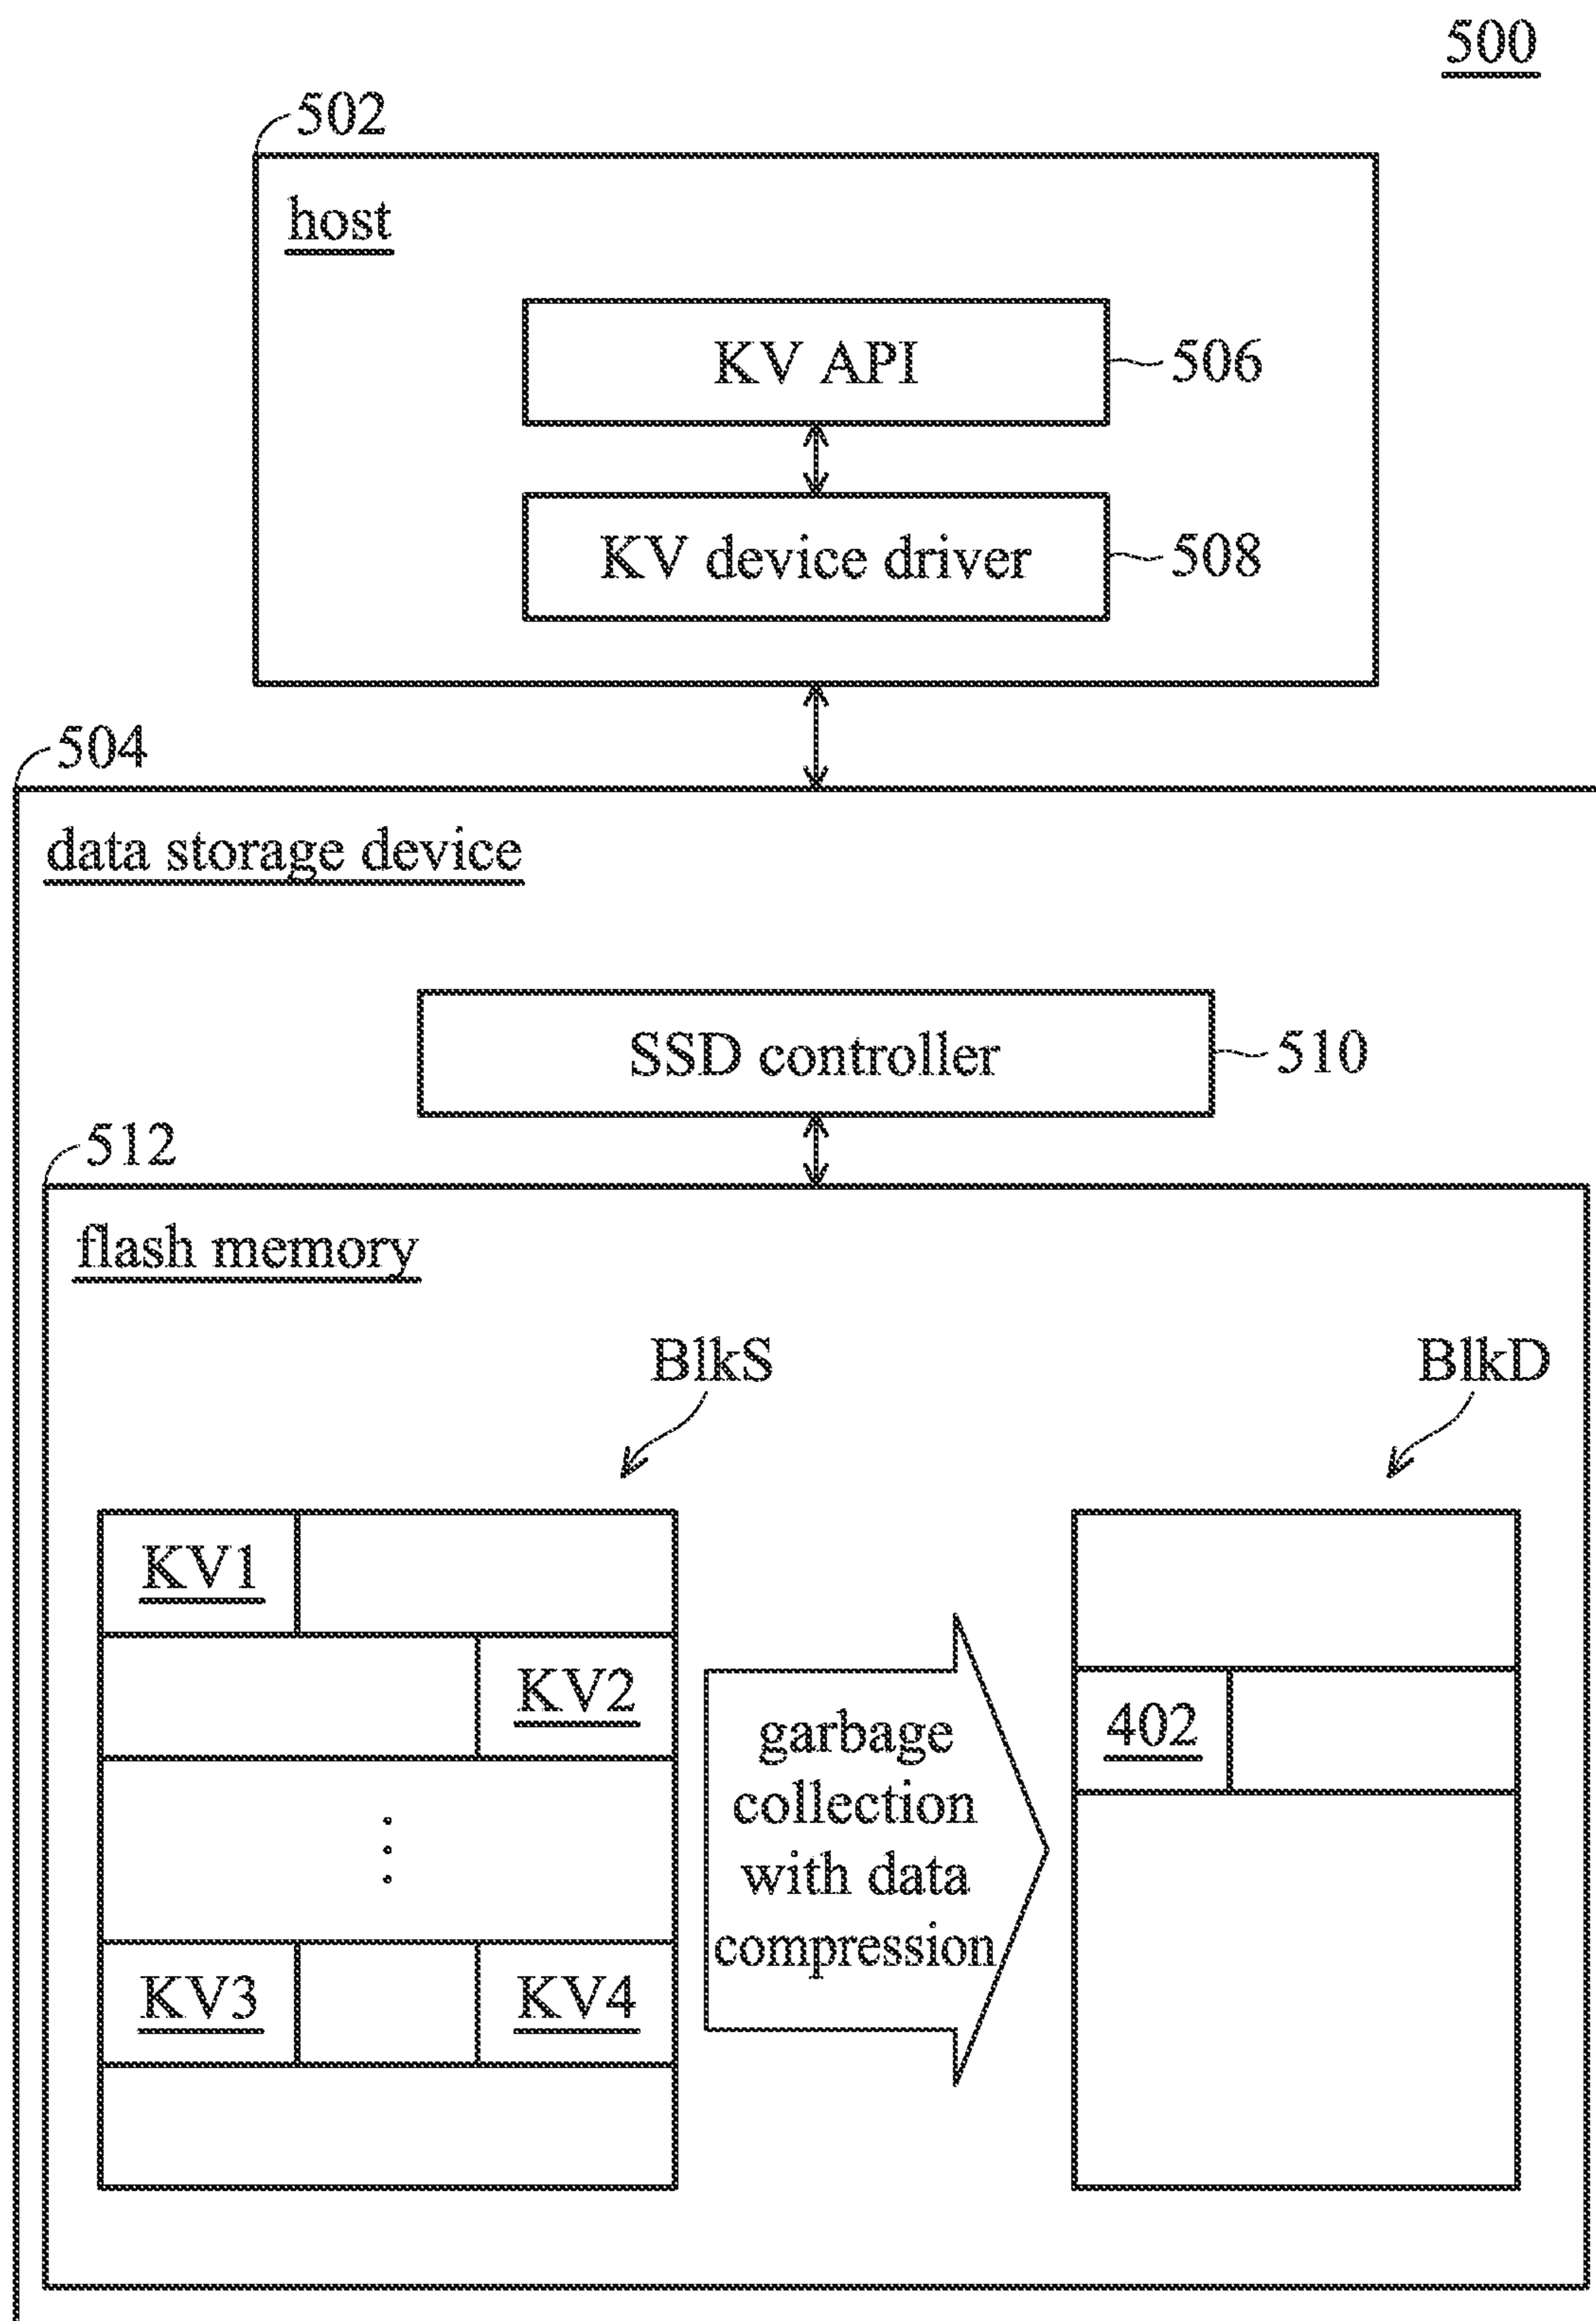 500
502
host
KV API
506
KV device driver
508
504
data storage device
SSD controller
510
512
flash memory
BlkS
BlkD
KV1
KV2
KV3
KV4
garbage
collection
with data
compression
402